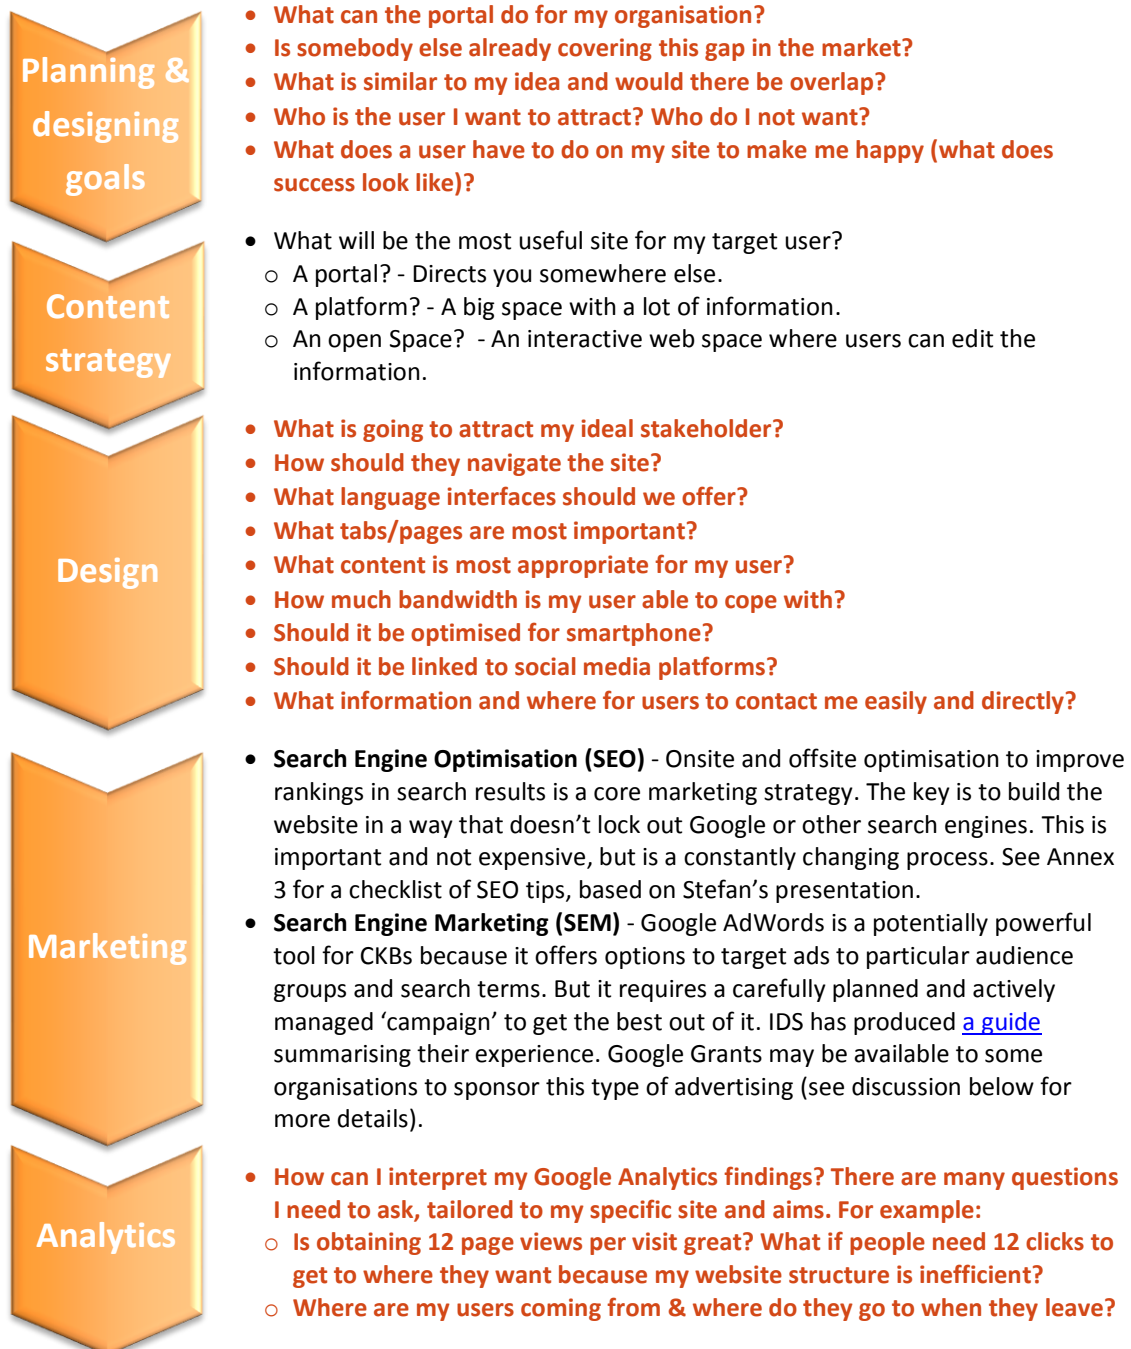 Planning &
designing
goals
• What can the portal do for my organisation?
• Is somebody else already covering this gap in the market?
• What is similar to my idea and would there be overlap?
• Who is the user I want to attract? Who do I not want?
• What does a user have to do on my site to make me happy (what does
success look like)?
Content
strategy
• What will be the most useful site for my target user?
o A portal? - Directs you somewhere else.
o A platform? - A big space with a lot of information.
o An open Space?  - An interactive web space where users can edit the
information.
Design
• What is going to attract my ideal stakeholder?
• How should they navigate the site?
• What language interfaces should we offer?
• What tabs/pages are most important?
• What content is most appropriate for my user?
• How much bandwidth is my user able to cope with?
• Should it be optimised for smartphone?
• Should it be linked to social media platforms?
• What information and where for users to contact me easily and directly?
Marketing
• Search Engine Optimisation (SEO) - Onsite and offsite optimisation to improve
rankings in search results is a core marketing strategy. The key is to build the
website in a way that doesn’t lock out Google or other search engines. This is
important and not expensive, but is a constantly changing process. See Annex
3 for a checklist of SEO tips, based on Stefan’s presentation.
• Search Engine Marketing (SEM) - Google AdWords is a potentially powerful
tool for CKBs because it offers options to target ads to particular audience
groups and search terms. But it requires a carefully planned and actively
managed ‘campaign’ to get the best out of it. IDS has produced a guide
summarising their experience. Google Grants may be available to some
organisations to sponsor this type of advertising (see discussion below for
more details).
Analytics
• How can I interpret my Google Analytics findings? There are many questions
I need to ask, tailored to my specific site and aims. For example:
o Is obtaining 12 page views per visit great? What if people need 12 clicks to
get to where they want because my website structure is inefficient?
o Where are my users coming from & where do they go to when they leave?